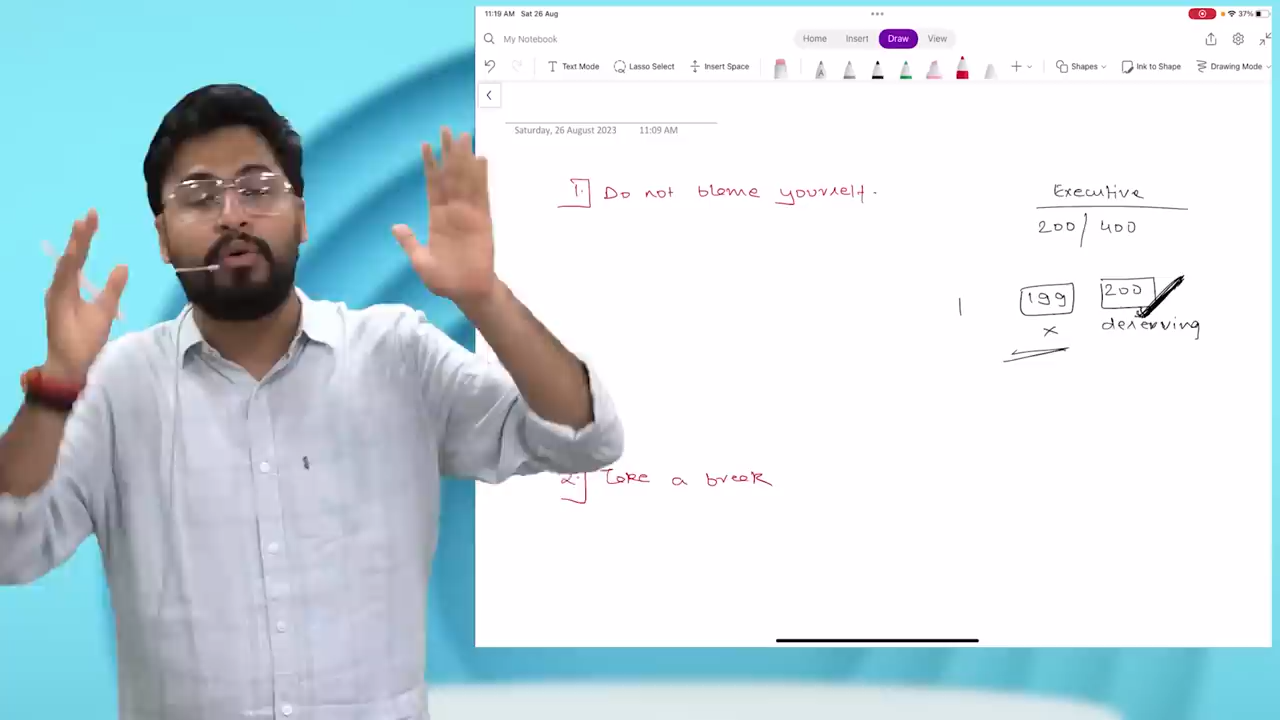 11:19 AM Sat 26 Aug
37%
My Notebook
Home Insert Draw View
Text Mode Lasso Select Insert Space Shapes Ink to Shape Drawing Mode
Saturday, 26 August 2023 11:09 AM
1. Do not blame yourself.
Executive
200/400
1 199 200
x deserving
2. Take a break